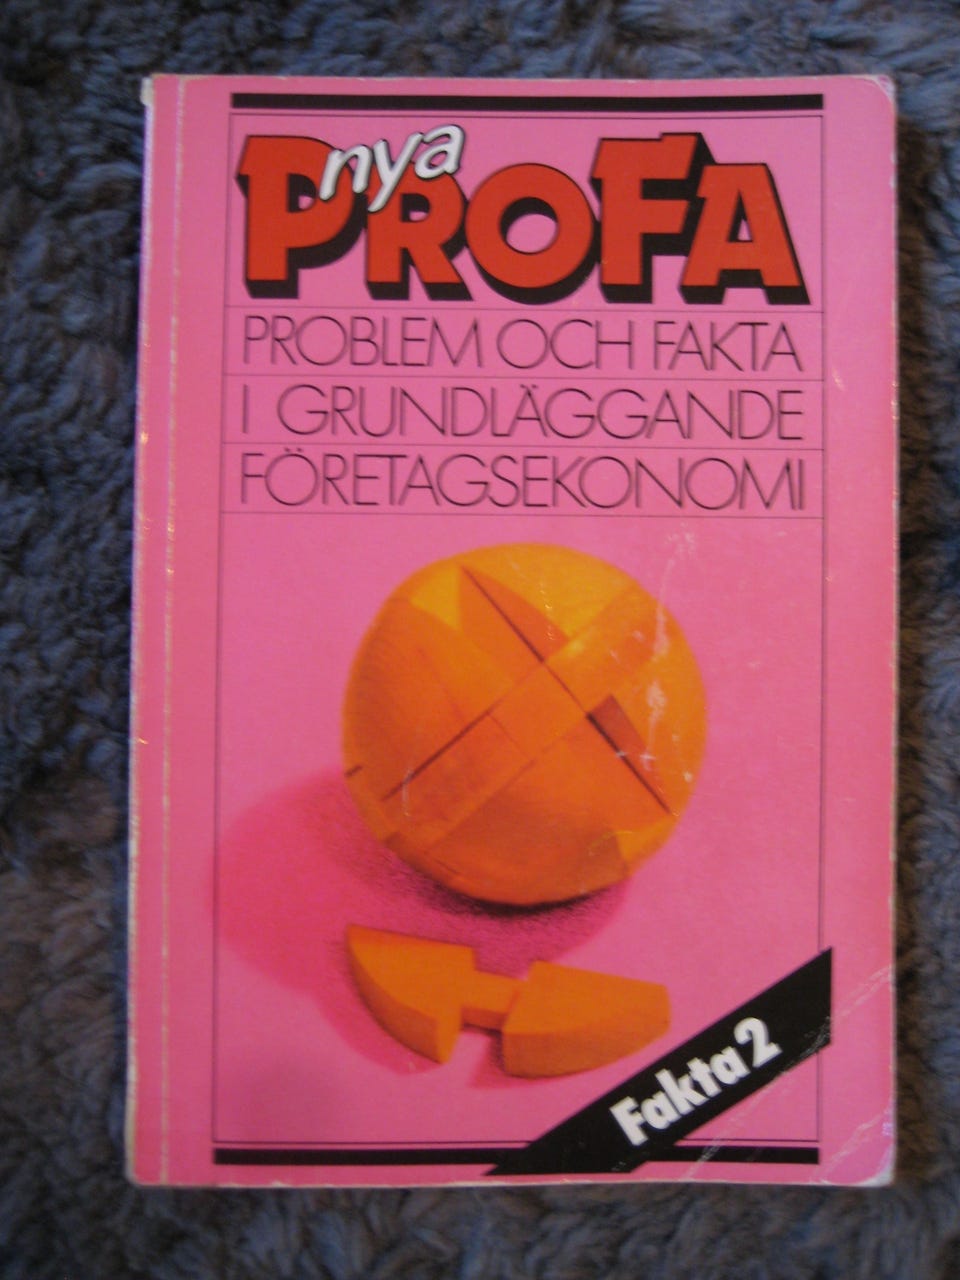 nya
PROFA
PROBLEM OCH FAKTA
I GRUNDLÄGGANDE
FÖRETAGSEKONOMI
Fakta 2